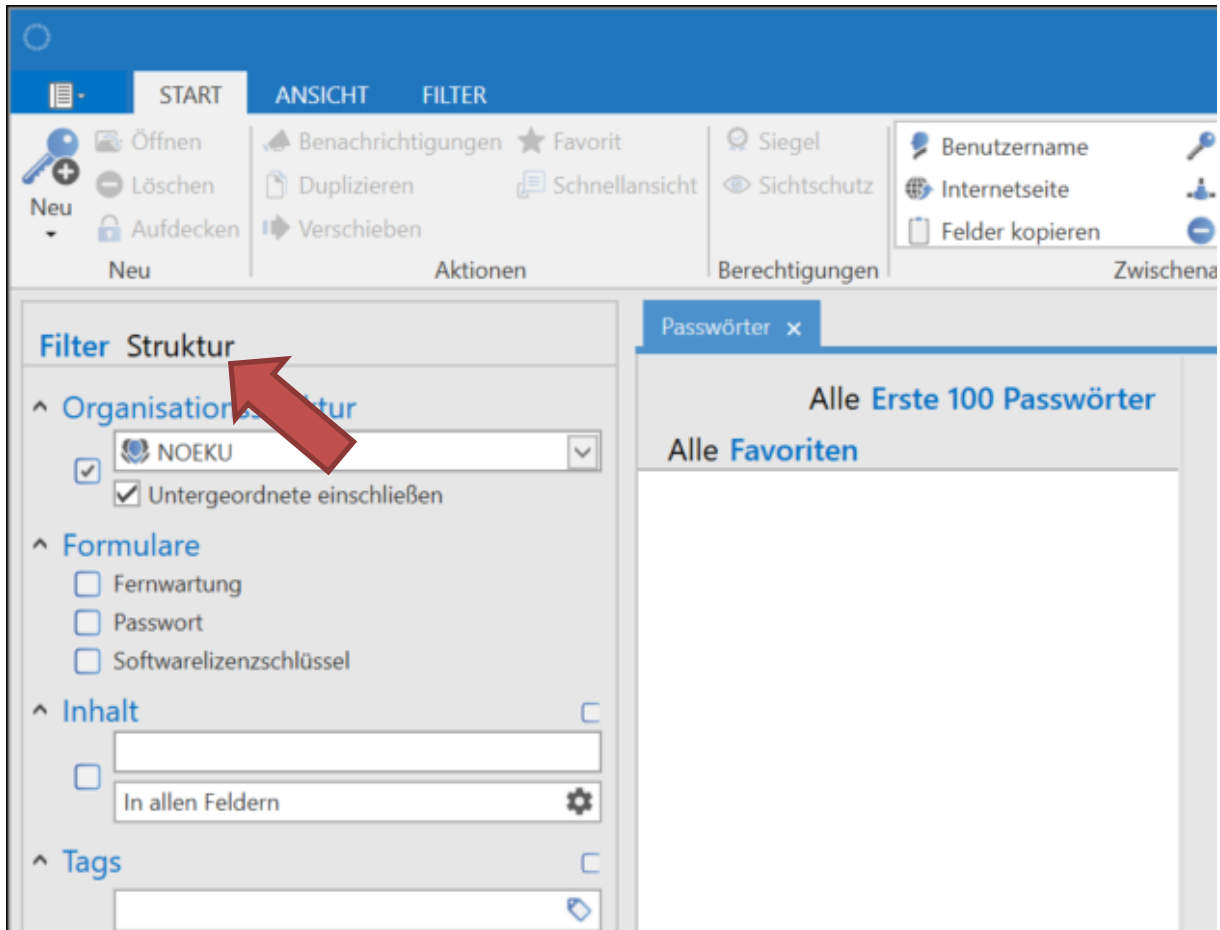 START ANSICHT FILTER
Neu
Öffnen
Löschen
Aufdecken
Neu
Benachrichtigungen
Duplizieren
Verschieben
Favorit
Schnellansicht
Aktionen
Siegel
Sichtschutz
Berechtigungen
Benutzername
Internetseite
Felder kopieren
Zwischena
Filter Struktur
Organisations
NOEKU
Untergeordnete einschließen
Formulare
Fernwartung
Passwort
Softwarelizenzschlüssel
Inhalt
In allen Feldern
Tags
Passwörter
Alle Erste 100 Passwörter
Alle Favoriten